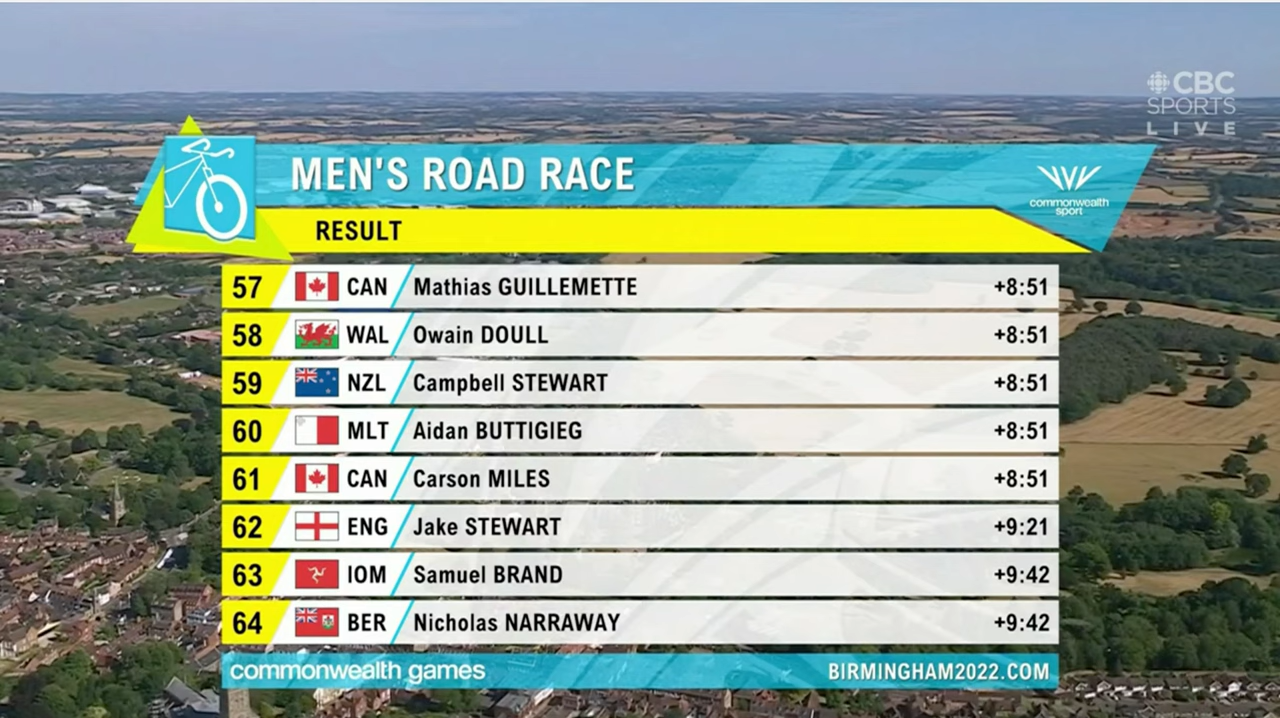 CBC
SPORTS
LIVE
MEN'S ROAD RACE
commonwealth
sport
RESULT
57 CAN Mathias GUILLEMETTE +8:51
58 WAL Owain DOULL +8:51
59 NZL Campbell STEWART +8:51
60 MLT Aidan BUTTIGIEG +8:51
61 CAN Carson MILES +8:51
62 ENG Jake STEWART +9:21
63 IOM Samuel BRAND +9:42
64 BER Nicholas NARRAWAY +9:42
commonwealth games BIRMINGHAM2022.COM